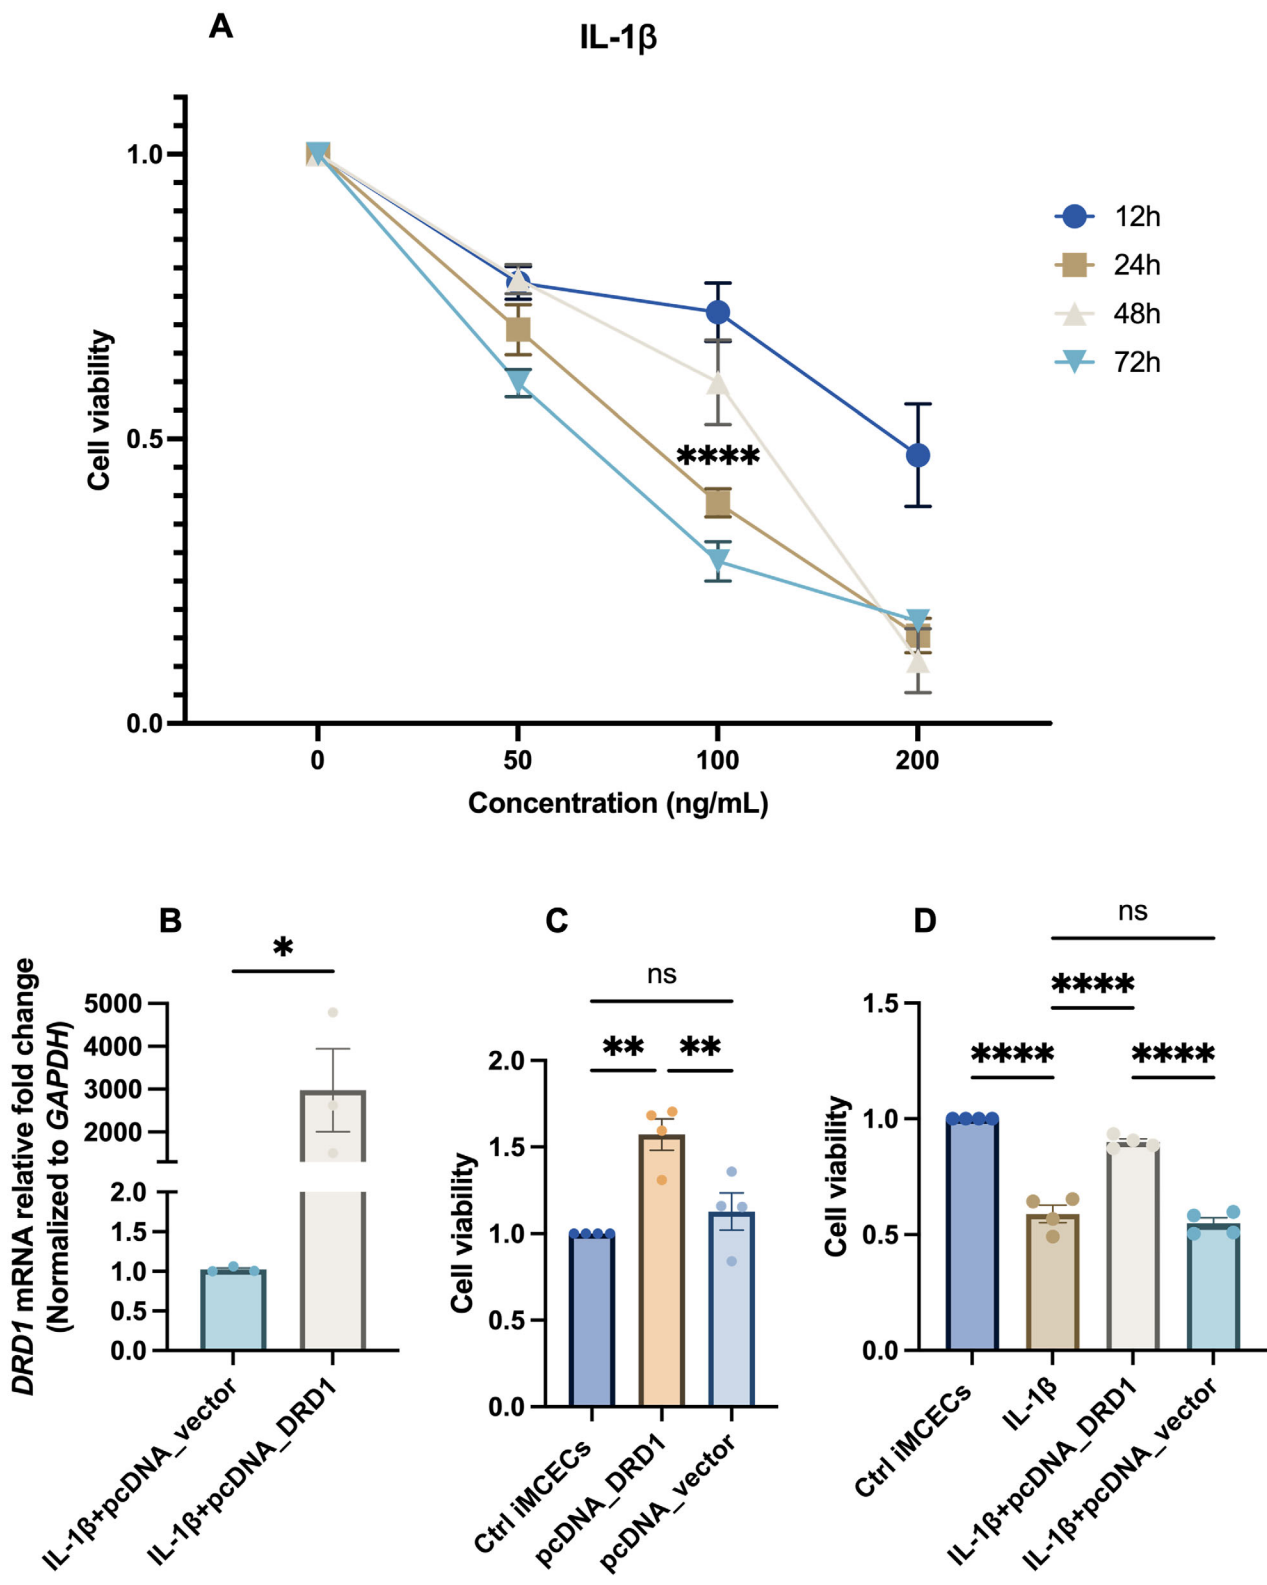 A
IL-1β
1.0
0.5
0.0
Cell viability
****
0
50
100
200
Concentration (ng/mL)
12h
24h
48h
72h
B
*
DRD1 mRNA relative fold change
(Normalized to GAPDH)
5000
4000
3000
2000
2.0
1.5
1.0
0.5
0.0
IL-1β+pcDNA_vector
IL-1β+pcDNA_DRD1
C
ns
**
**
Cell viability
2.0
1.5
1.0
0.5
0.0
Ctrl iMCECs
pcDNA_DRD1
pcDNA_vector
D
ns
****
****
****
Cell viability
1.5
1.0
0.5
0.0
Ctrl iMCECs
IL-1β
IL-1β+pcDNA_DRD1
IL-1β+pcDNA_vector